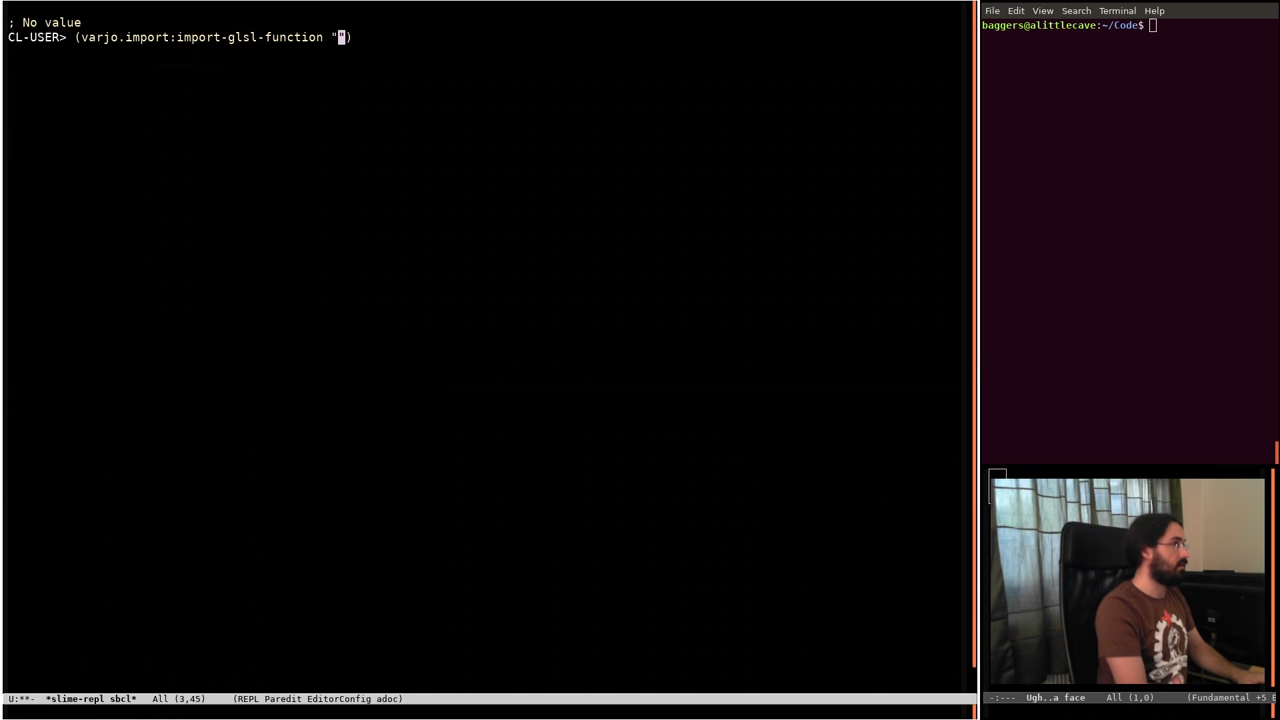 ; No value
CL-USER> (varjo.import:import-glsl-function "")
U:**-  *slime-repl sbcl*   All (3,45)    (REPL Paredit EditorConfig adoc)
File Edit View Search Terminal Help
baggers@alittlecave:~/Code$
-:---  Ugh..a face   All (1,0)    (Fundamental +5